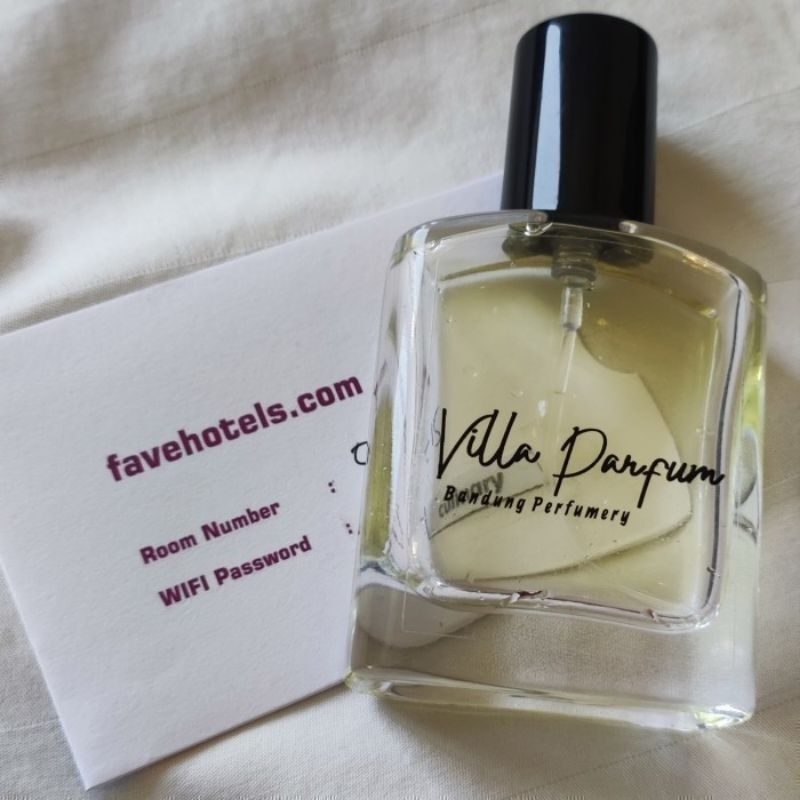 favehotels.com
Room Number :
WIFI Password :
Villa Parfum
Bandung Perfumery